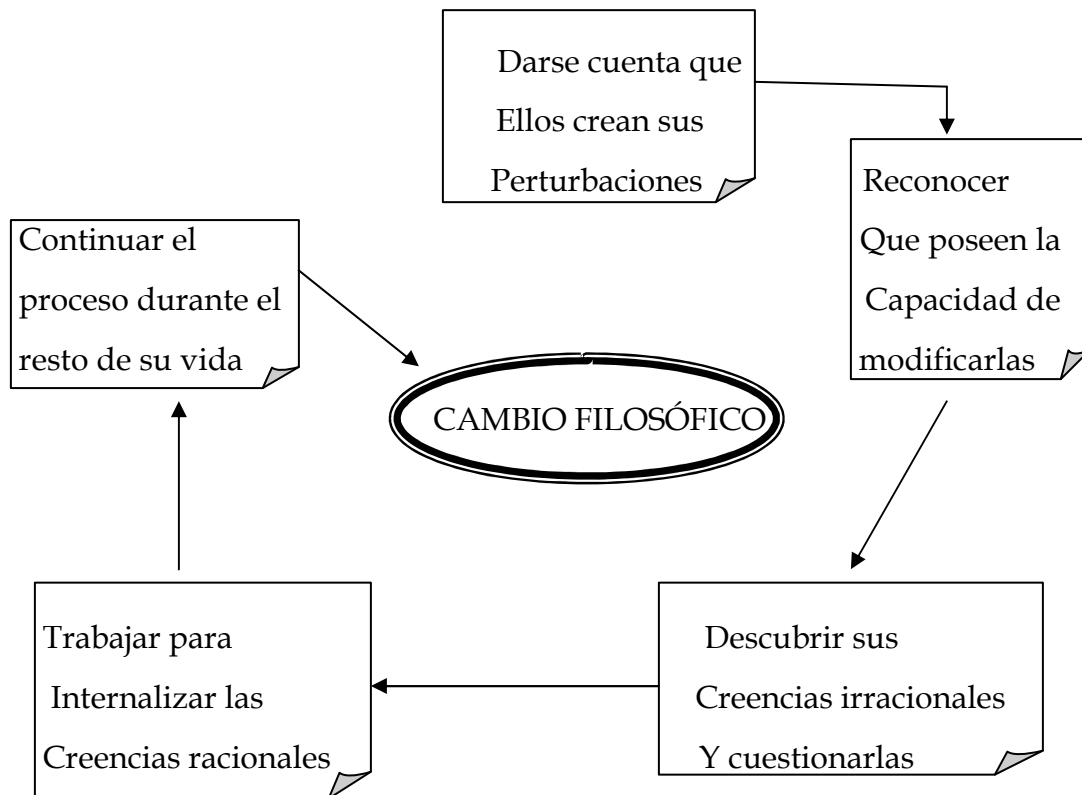 Darse cuenta que
Ellos crean sus
Perturbaciones
Reconocer
Que poseen la
Capacidad de
modificarlas
Descubrir sus
Creencias irracionales
Y cuestionarlas
Trabajar para
Internalizar las
Creencias racionales
Continuar el
proceso durante el
resto de su vida
CAMBIO FILOSÓFICO